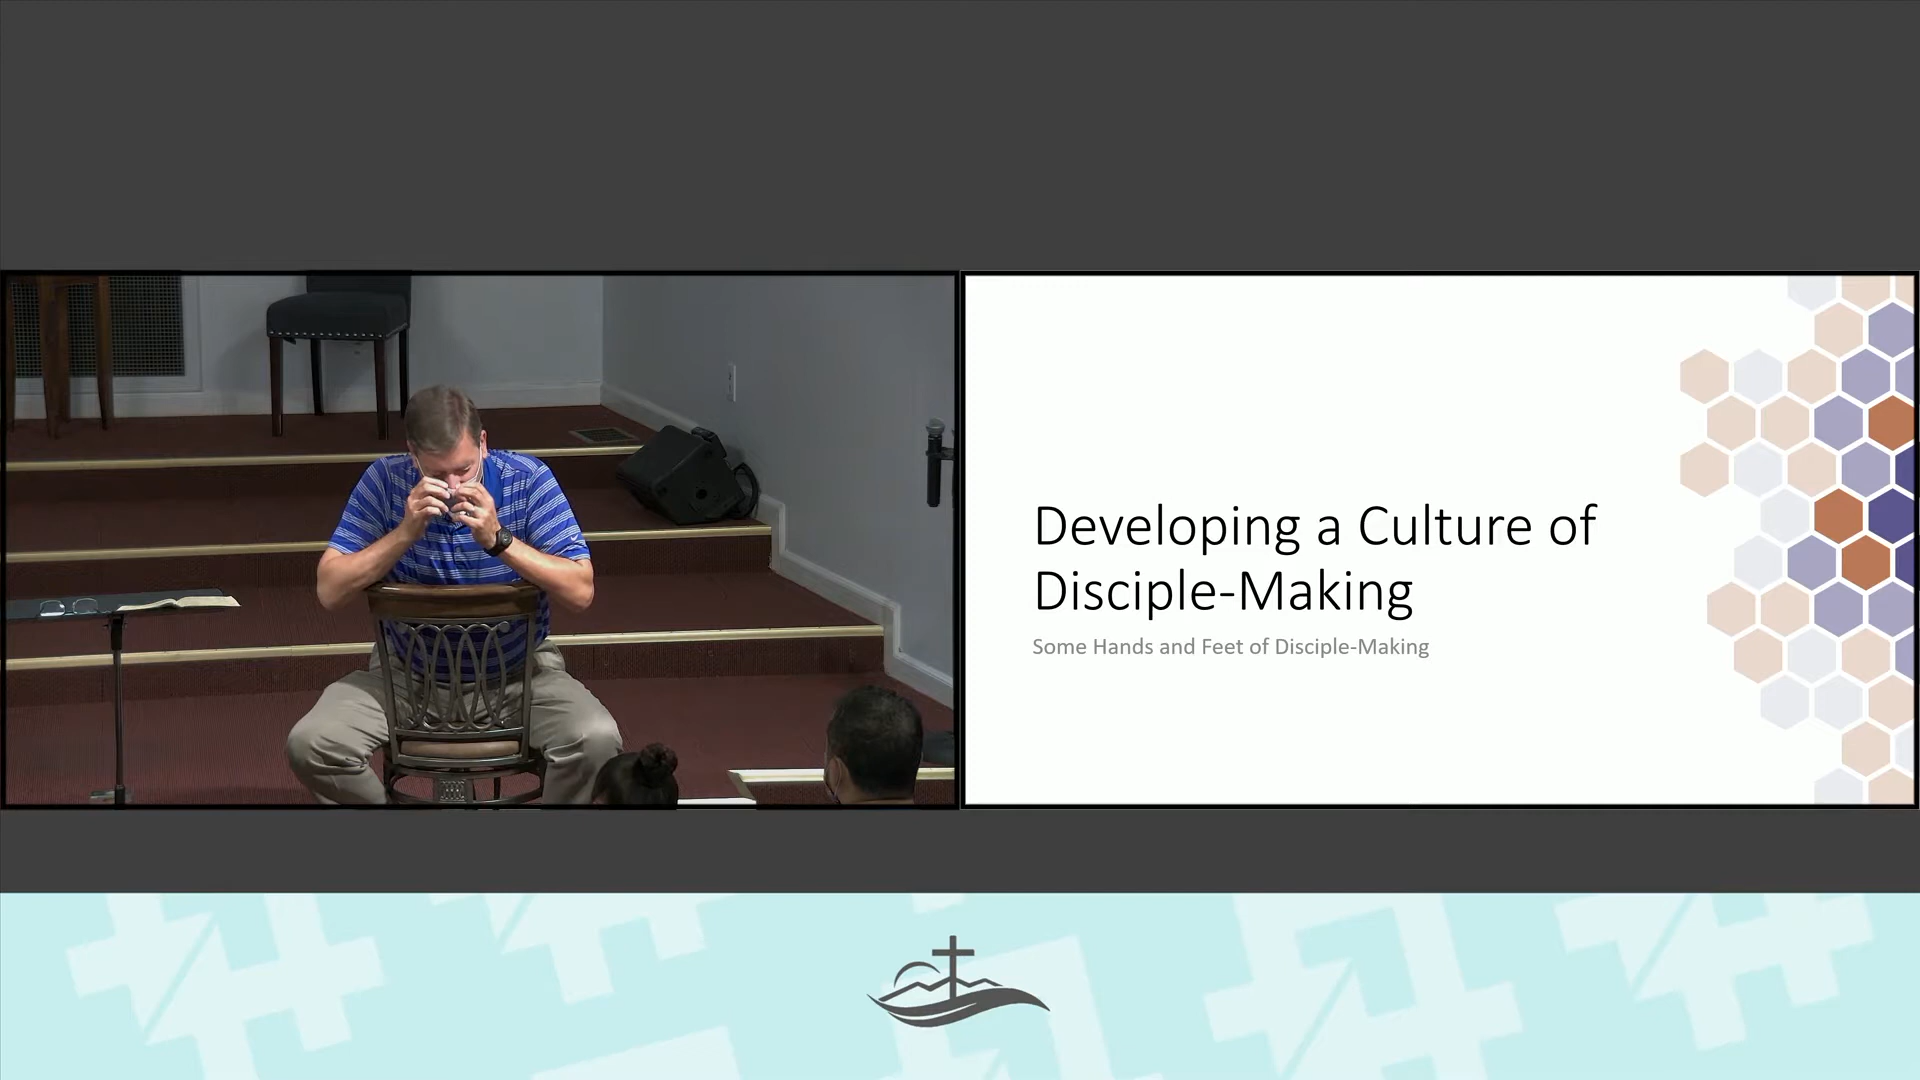 Developing a Culture of
Disciple-Making
Some Hands and Feet of Disciple-Making